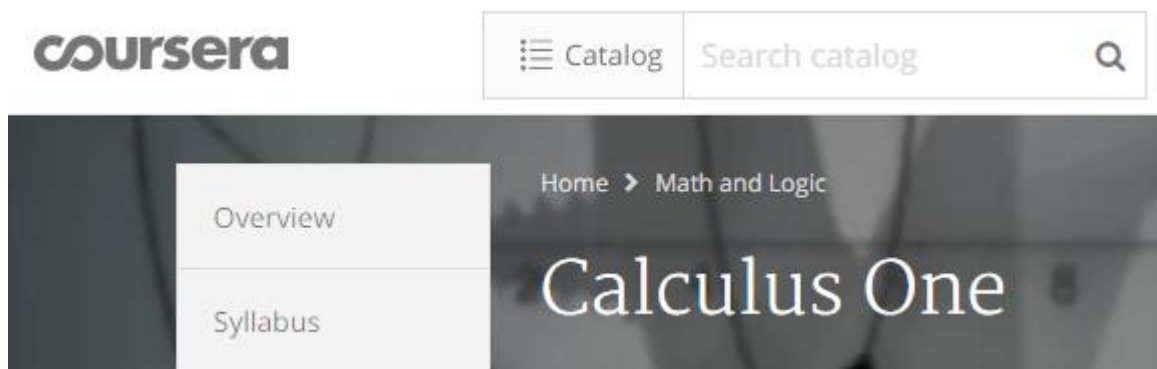 coursera
Catalog Search catalog
Home > Math and Logic
Overview
Calculus One
Syllabus